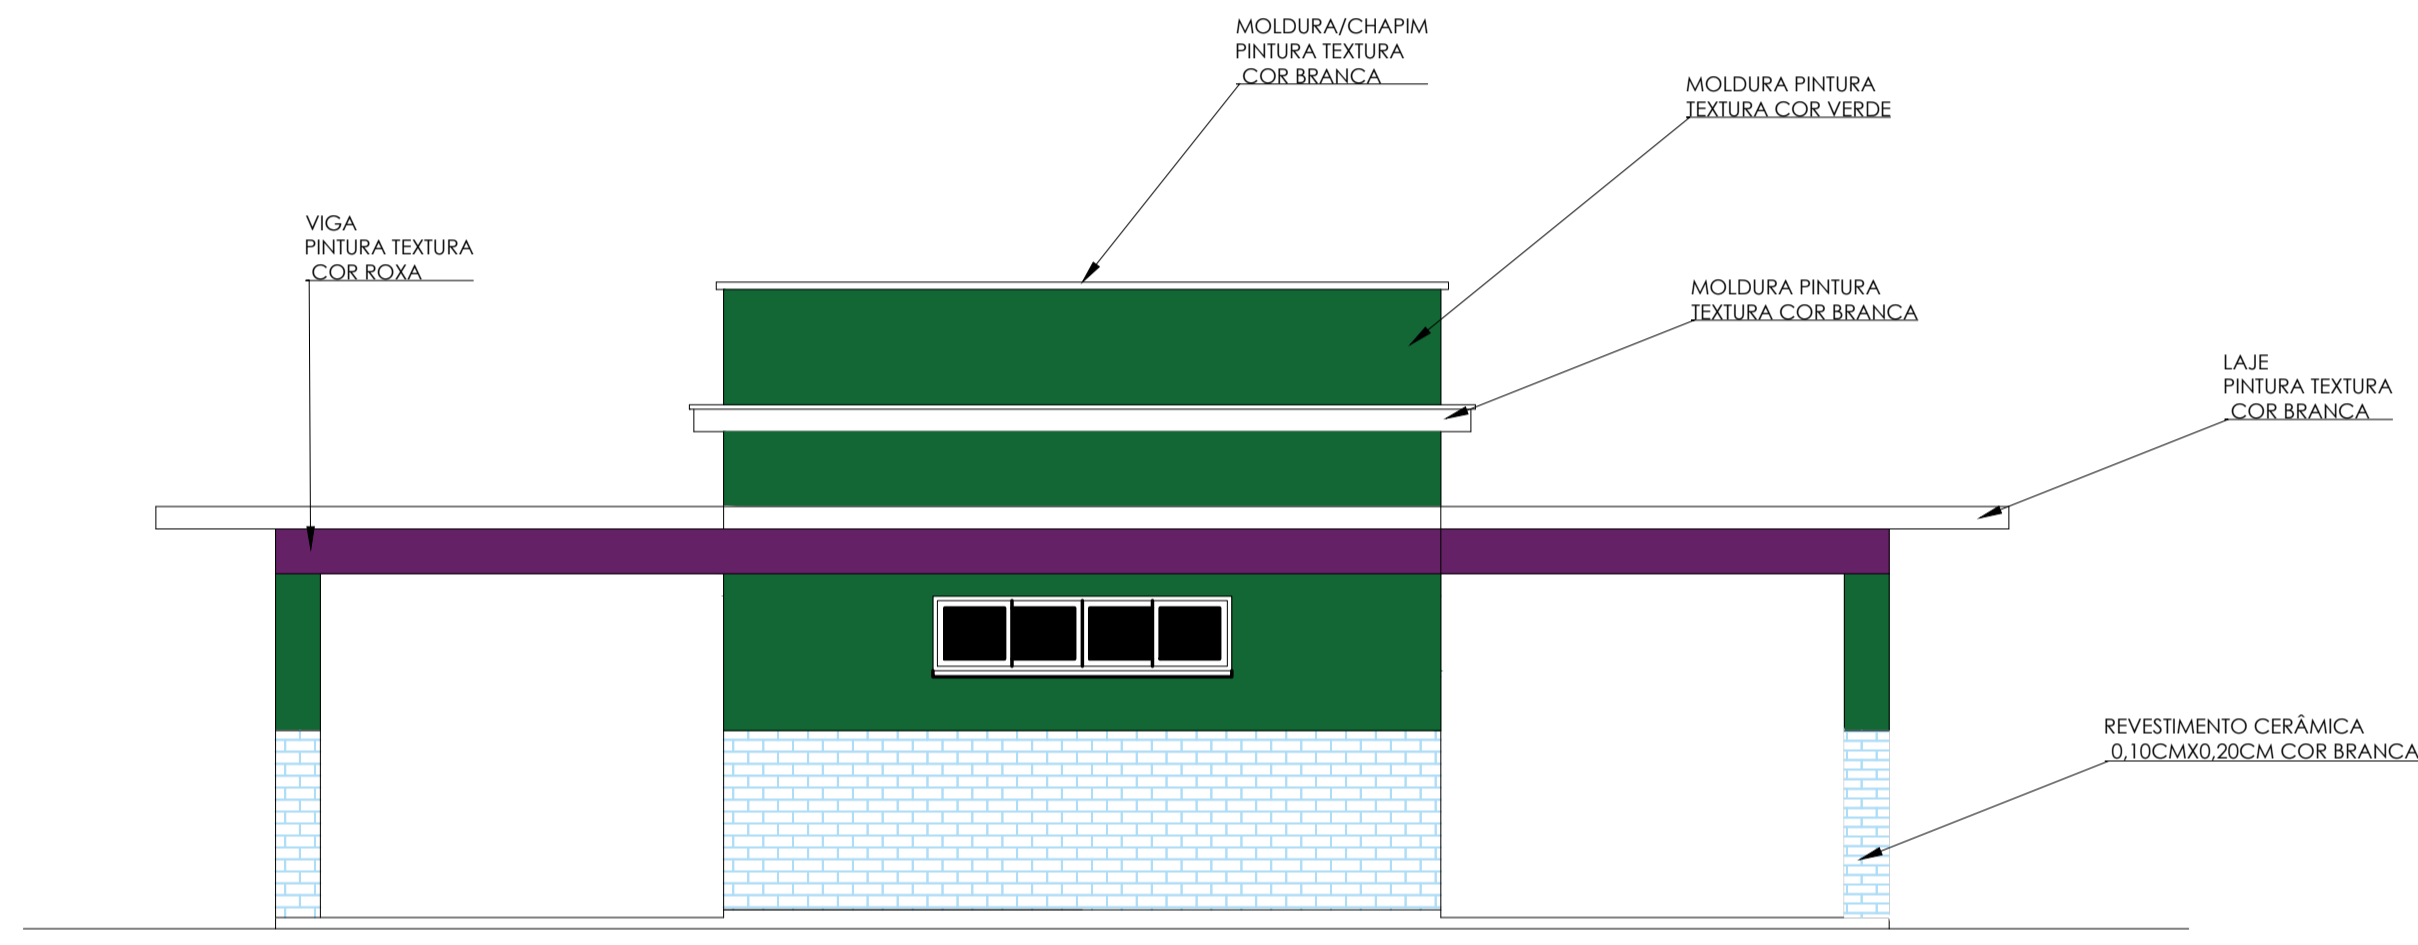 MOLDURA/CHAPIM
PINTURA TEXTURA
COR BRANCA
MOLDURA PINTURA
TEXTURA COR VERDE
VIGA
PINTURA TEXTURA
COR ROXA
MOLDURA PINTURA
TEXTURA COR BRANCA
LAJE
PINTURA TEXTURA
COR BRANCA
REVESTIMENTO CERÂMICA
0,10CMX0,20CM COR BRANCA